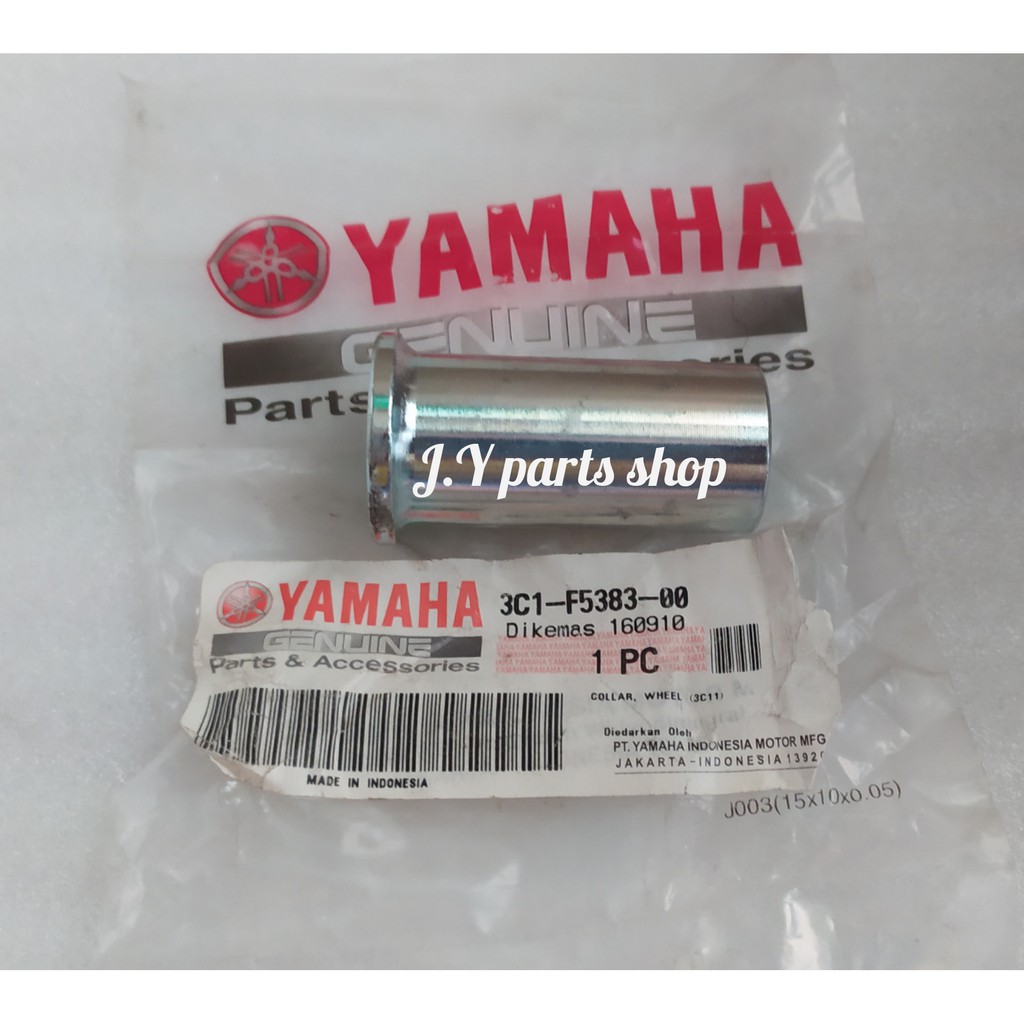 YAMAHA
GENUINE
Parts & Accessories
J.Y parts shop
YAMAHA
GENUINE
Parts & Accessories
3C1-F5383-00
Dikemas 160910
1 PC
COLLAR, WHEEL (3C11)
Diedarkan Oleh
PT. YAMAHA INDONESIA MOTOR MFG
JAKARTA-INDONESIA 13920
MADE IN INDONESIA
J003(15x10x0.05)